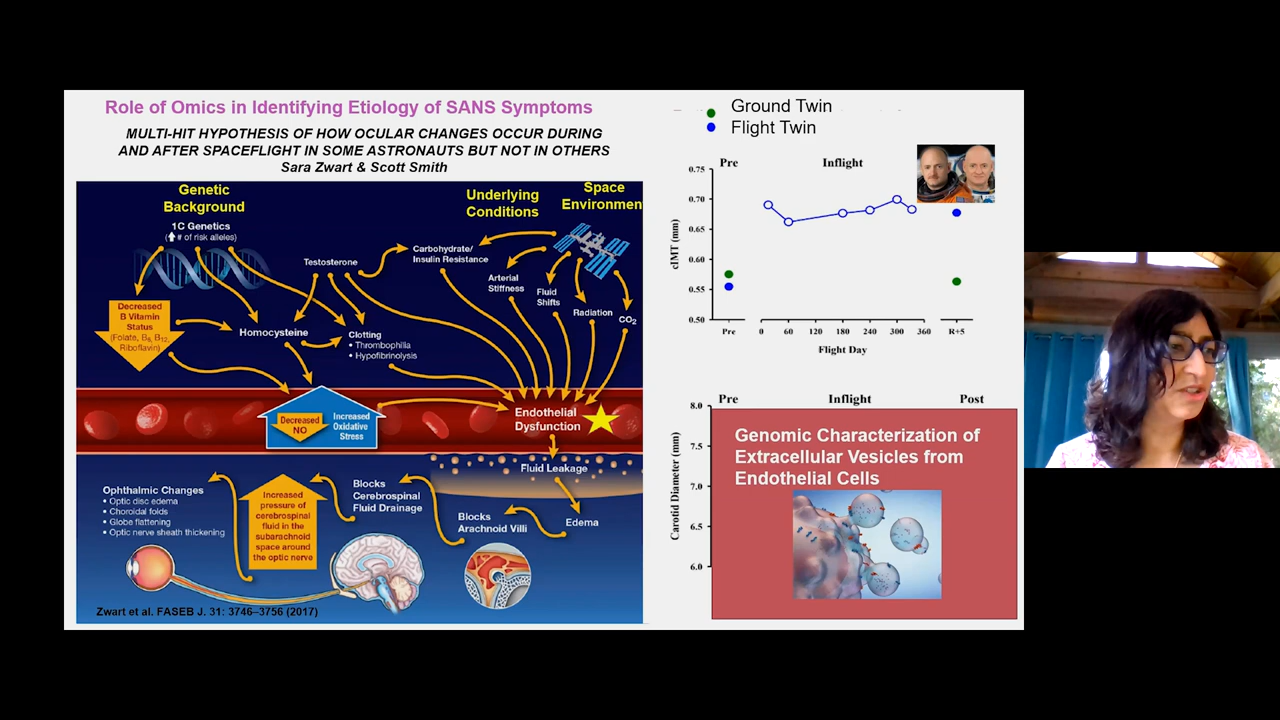 Role of Omics in Identifying Etiology of SANS Symptoms
MULTI-HIT HYPOTHESIS OF HOW OCULAR CHANGES OCCUR DURING
AND AFTER SPACEFLIGHT IN SOME ASTRONAUTS BUT NOT IN OTHERS
Sara Zwart & Scott Smith
Genetic
Background
1C Genetics
(⬆ # of risk alleles)
Underlying
Conditions
Space
Environmen
Testosterone
Carbohydrate/
Insulin Resistance
Arterial
Stiffness
Fluid
Shifts
Radiation
CO2
Decreased
B Vitamin
Status
(Folate, B6, B12,
Riboflavin)
Homocysteine
Clotting
• Thrombophilia
• Hypofibrinolysis
Decreased
NO
Increased
Oxidative
Stress
Endothelial
Dysfunction
Fluid Leakage
Edema
Blocks
Arachnoid Villi
Blocks
Cerebrospinal
Fluid Drainage
Increased
pressure of
cerebrospinal
fluid in the
subarachnoid
space around
the optic nerve
Ophthalmic Changes
• Optic disc edema
• Choroidal folds
• Globe flattening
• Optic nerve sheath thickening
Zwart et al. FASEB J. 31: 3746–3756 (2017)
Ground Twin
Flight Twin
Pre Inflight
cIMT (mm)
0.75
0.70
0.65
0.60
0.55
0.50
Pre 0 60 120 180 240 300 360 R+5
Flight Day
Pre Inflight Post
Carotid Diameter (mm)
8.0
7.5
7.0
6.5
6.0
Genomic Characterization of
Extracellular Vesicles from
Endothelial Cells